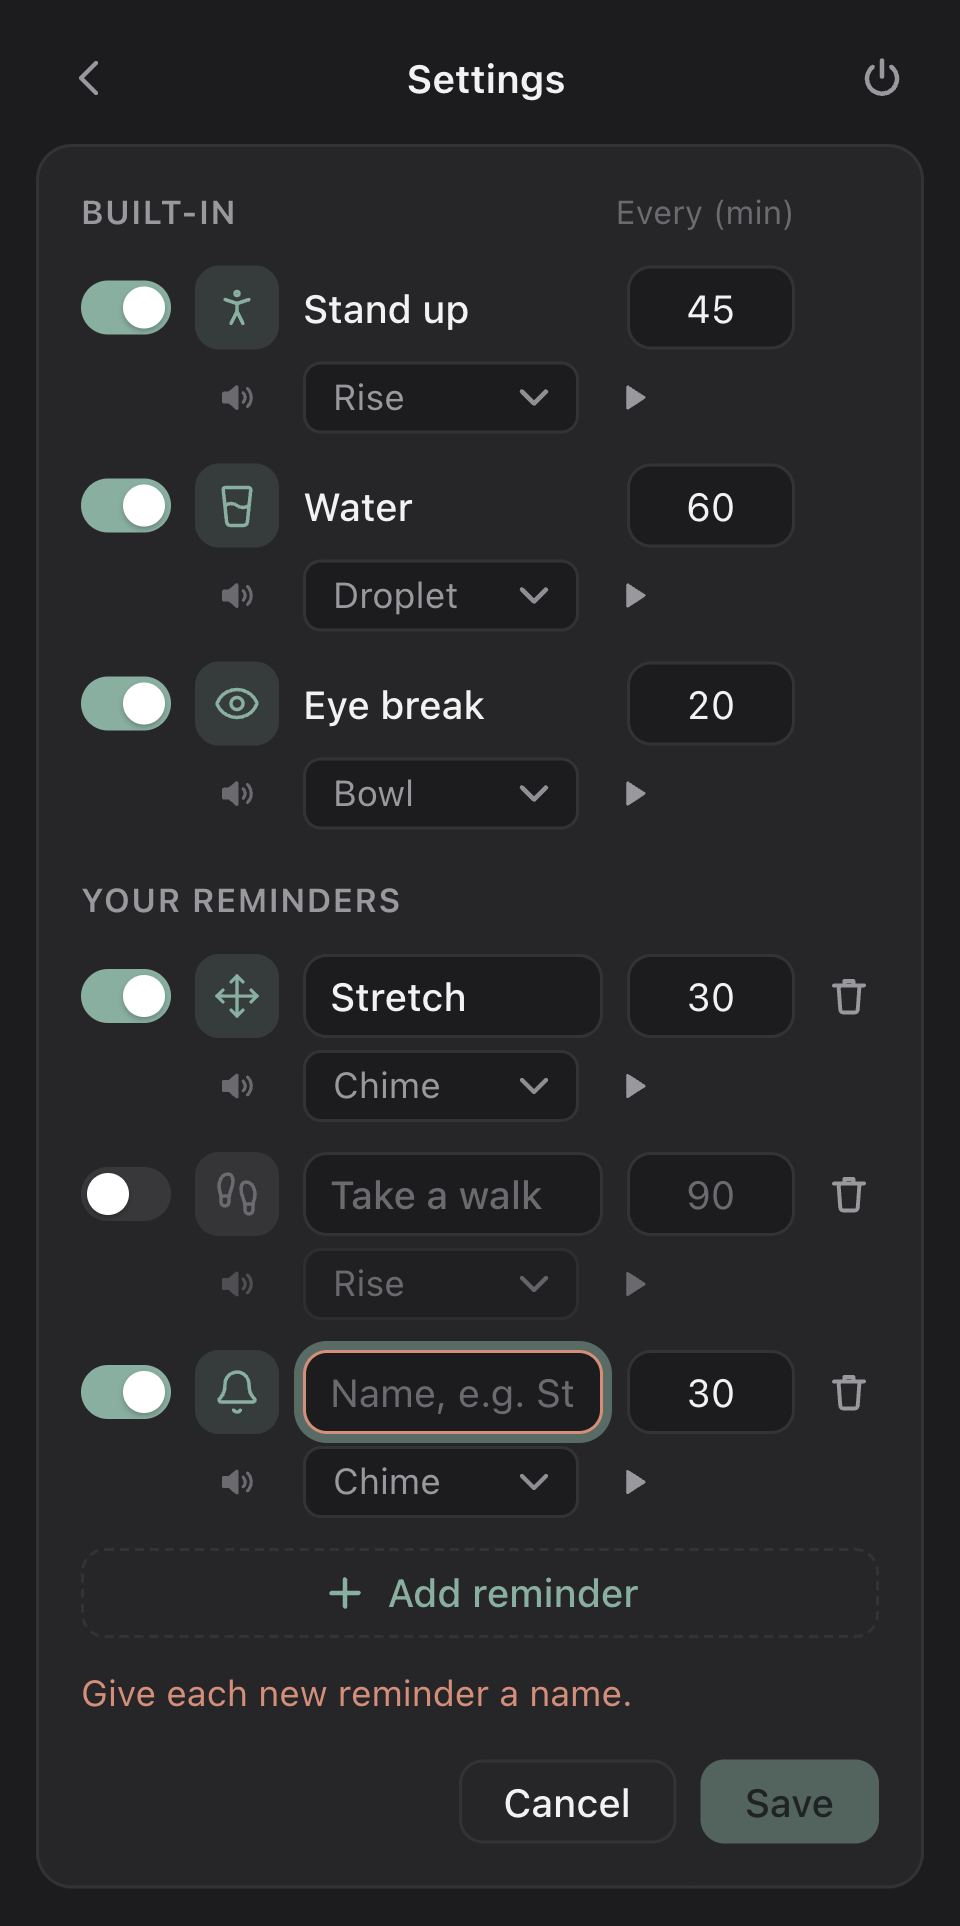 Settings
BUILT-IN Every (min)
Stand up 45
Rise
Water 60
Droplet
Eye break 20
Bowl
YOUR REMINDERS
Stretch 30
Chime
Take a walk 90
Rise
Name, e.g. St 30
Chime
+ Add reminder
Give each new reminder a name.
Cancel Save